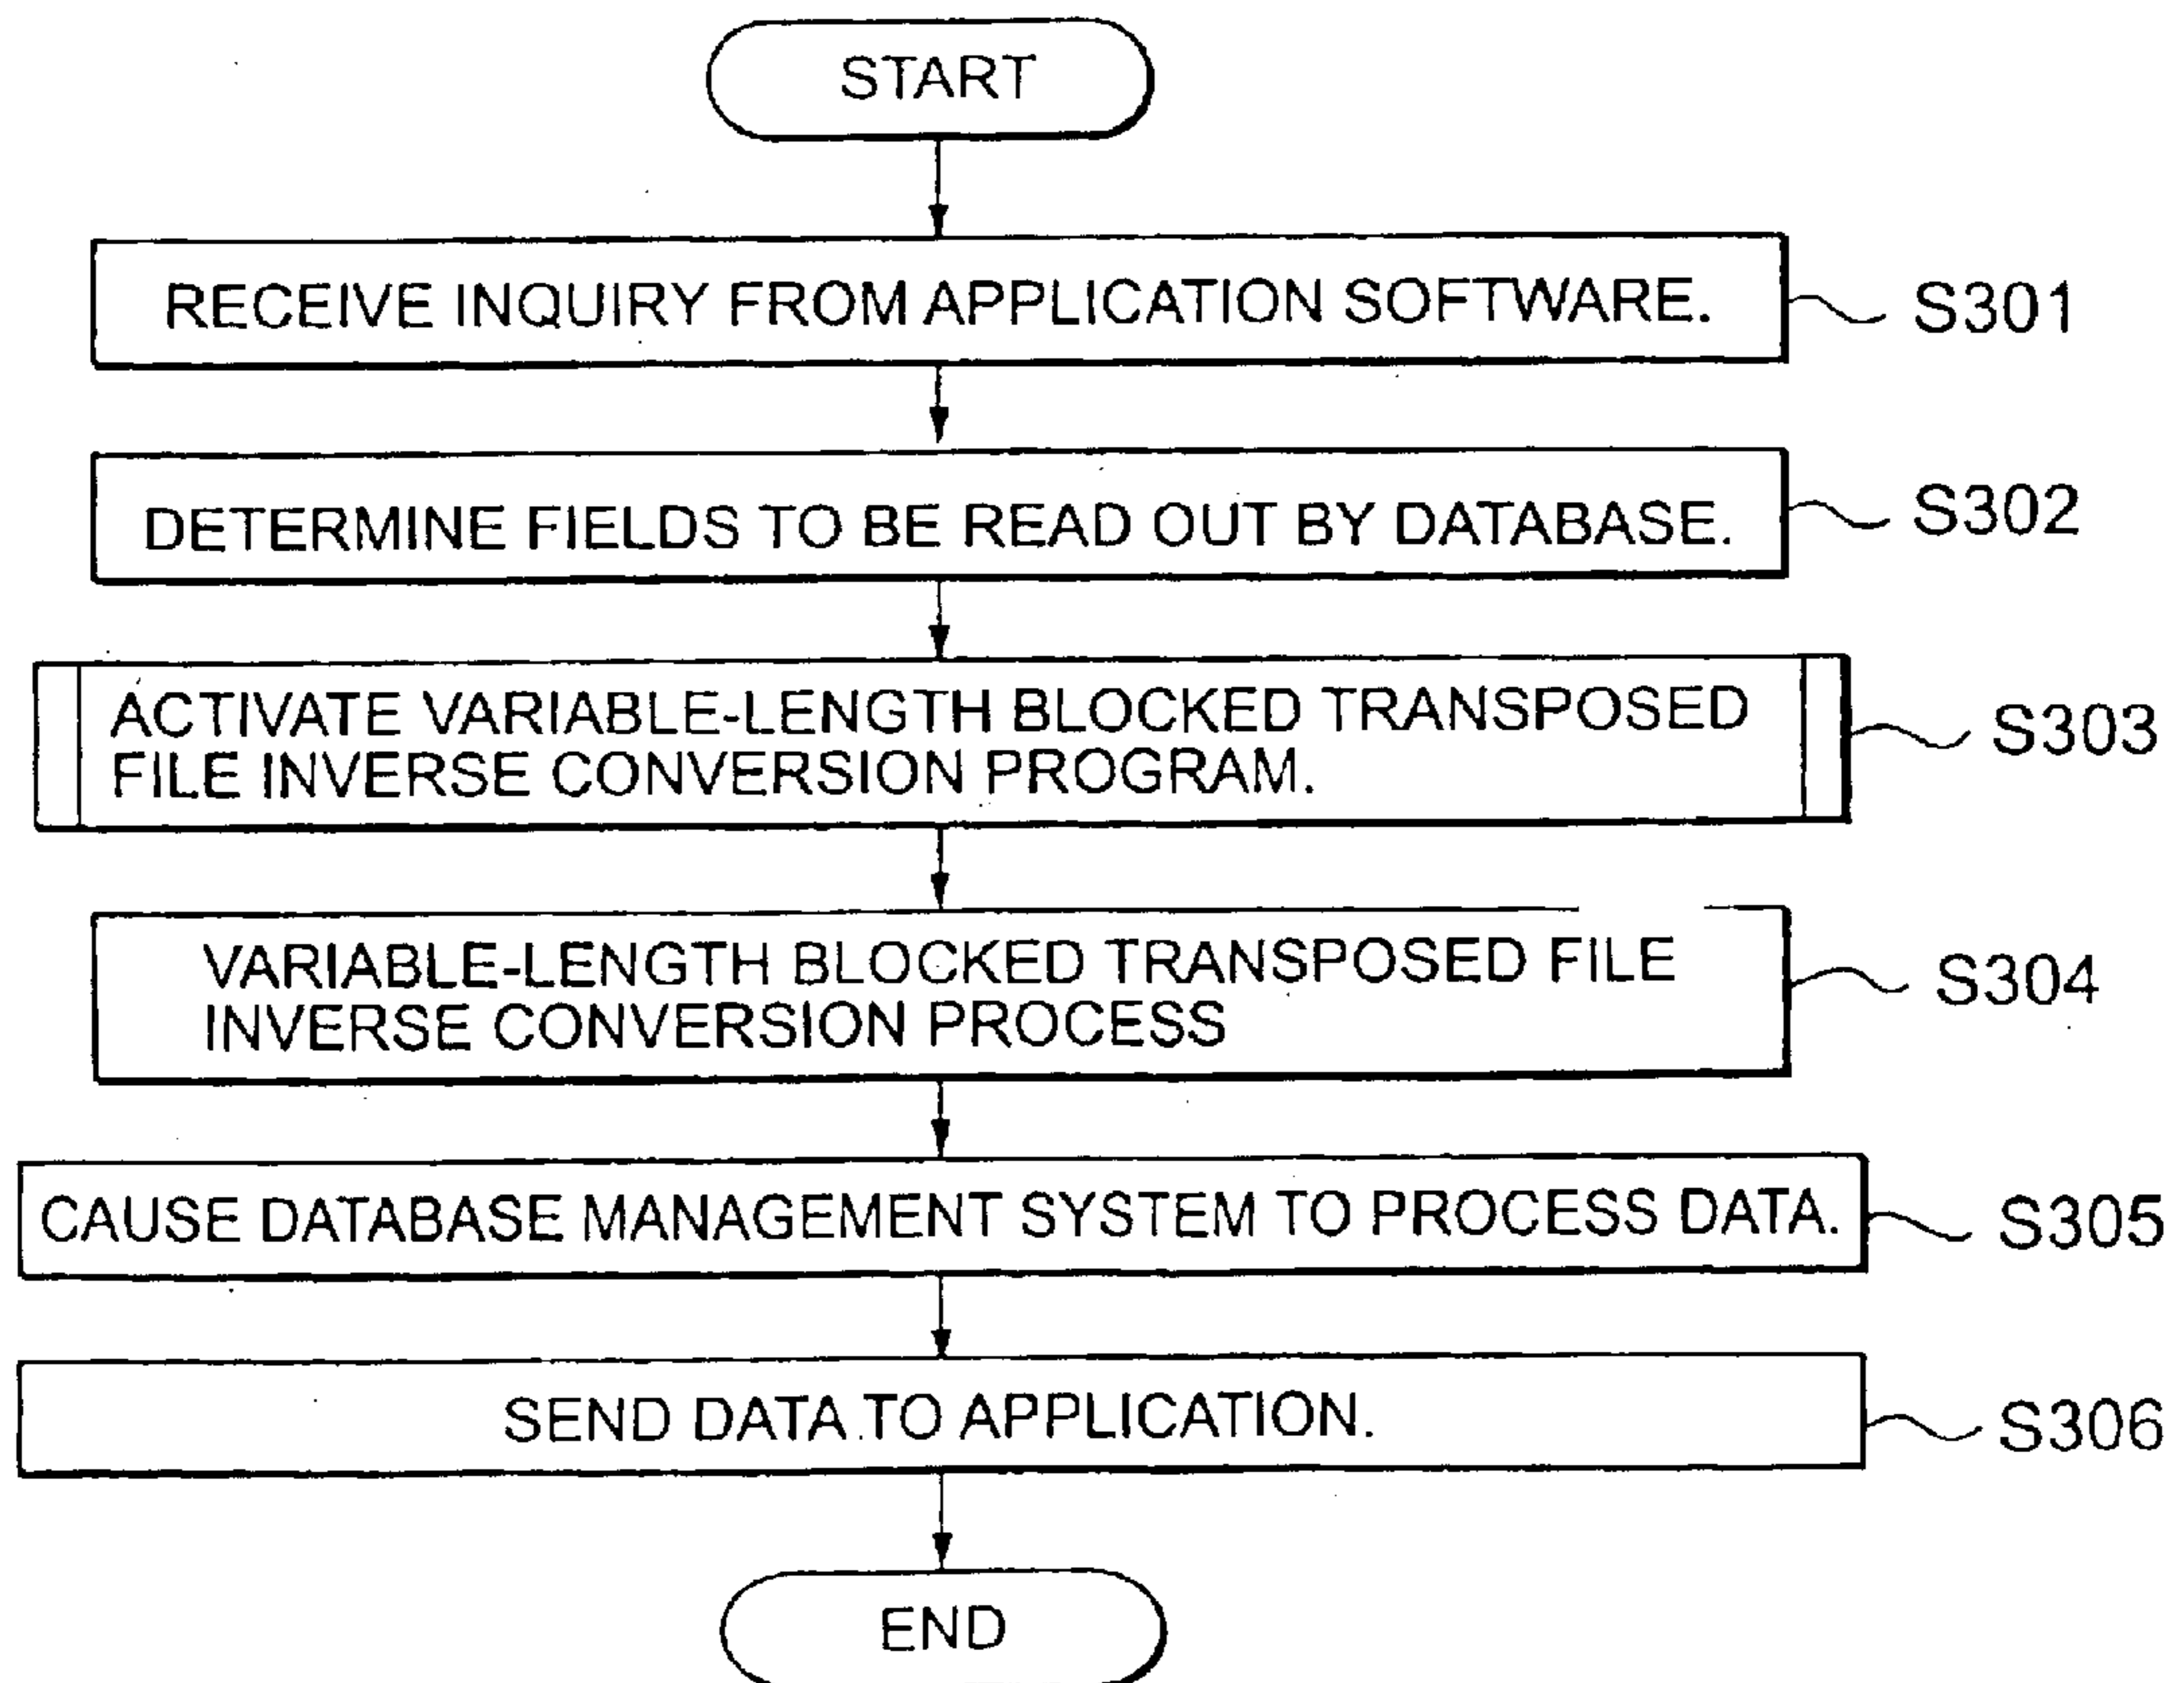 START
RECEIVE INQUIRY FROM APPLICATION SOFTWARE.
S301
DETERMINE FIELDS TO BE READ OUT BY DATABASE.
S302
ACTIVATE VARIABLE-LENGTH BLOCKED TRANSPOSED
FILE INVERSE CONVERSION PROGRAM.
S303
VARIABLE-LENGTH BLOCKED TRANSPOSED FILE
INVERSE CONVERSION PROCESS
S304
CAUSE DATABASE MANAGEMENT SYSTEM TO PROCESS DATA.
S305
SEND DATA TO APPLICATION.
S306
END